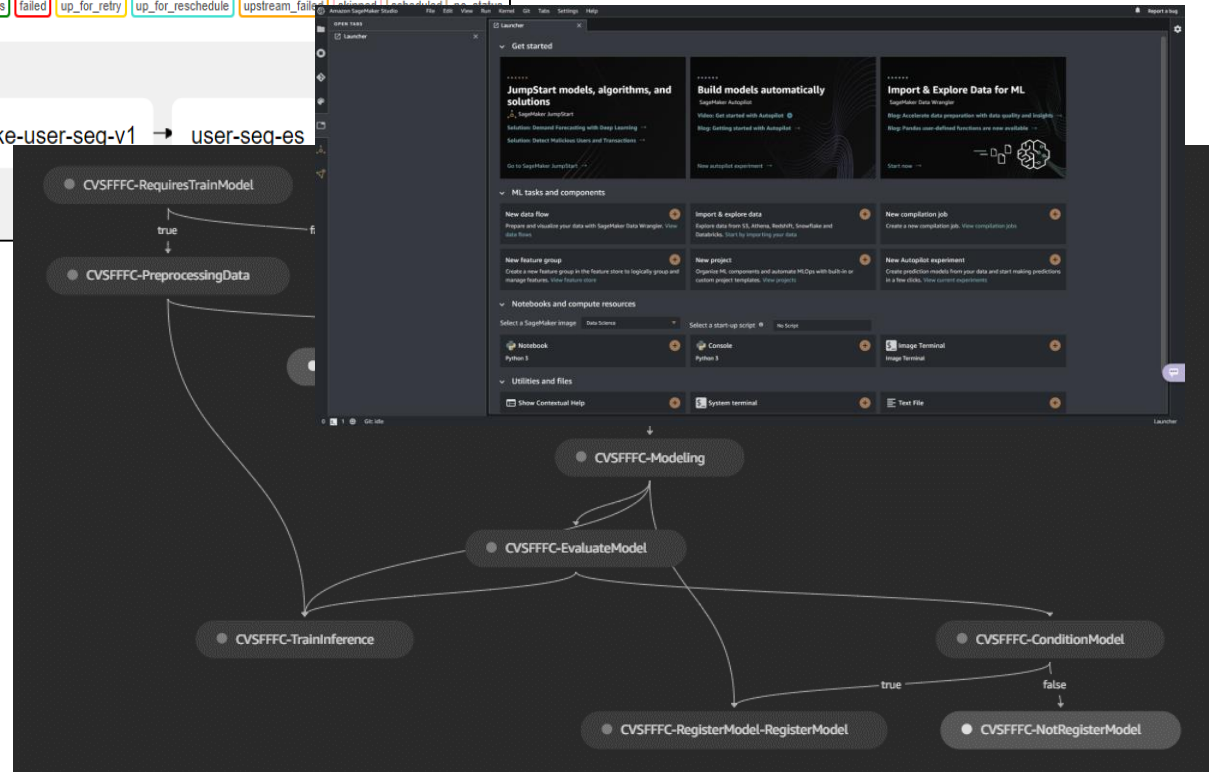 s failed up_for_retry up_for_reschedule upstream_failed skipped scheduled no_status
ke-user-seg-v1 → user-seg-es
CVSFFFC-RequiresTrainModel
true
CVSFFFC-PreprocessingData
Amazon SageMaker Studio File Edit View Run Kernel Git Tabs Settings Help Report a bug
OPEN TABS
Launcher
Launcher
Get started
JumpStart models, algorithms, and
solutions
SageMaker JumpStart
Solution: Demand Forecasting with Deep Learning →
Solution: Detect Malicious Users and Transactions →
Go to SageMaker JumpStart →
Build models automatically
SageMaker Autopilot
Video: Get started with Autopilot
Blog: Getting started with Autopilot →
New autopilot experiment →
Import & Explore Data for ML
SageMaker Data Wrangler
Blog: Accelerate data preparation with data quality and insights →
Blog: Pandas user-defined functions are now available →
Start now →
ML tasks and components
New data flow
Prepare and visualize your data with SageMaker Data Wrangler. View
data flows
Import & explore data
Explore data from S3, Athena, Redshift, Snowflake and
Databricks. Start by importing your data
New compilation job
Create a new compilation job. View compilation jobs
New feature group
Create a new feature group in the feature store to logically group and
manage features. View feature store
New project
Organize ML components and automate MLOps with built-in or
custom project templates. View projects
New Autopilot experiment
Create prediction models from your data and start making predictions
in a few clicks. View current experiments
Notebooks and compute resources
Select a SageMaker image Data Science Select a start-up script No Script
Notebook
Python 3
Console
Python 3
Image Terminal
Image Terminal
Utilities and files
Show Contextual Help System terminal Text File
0 1 Git: idle Launcher
CVSFFFC-Modeling
CVSFFFC-EvaluateModel
CVSFFFC-TrainInference
CVSFFFC-ConditionModel
true
false
CVSFFFC-RegisterModel-RegisterModel
CVSFFFC-NotRegisterModel